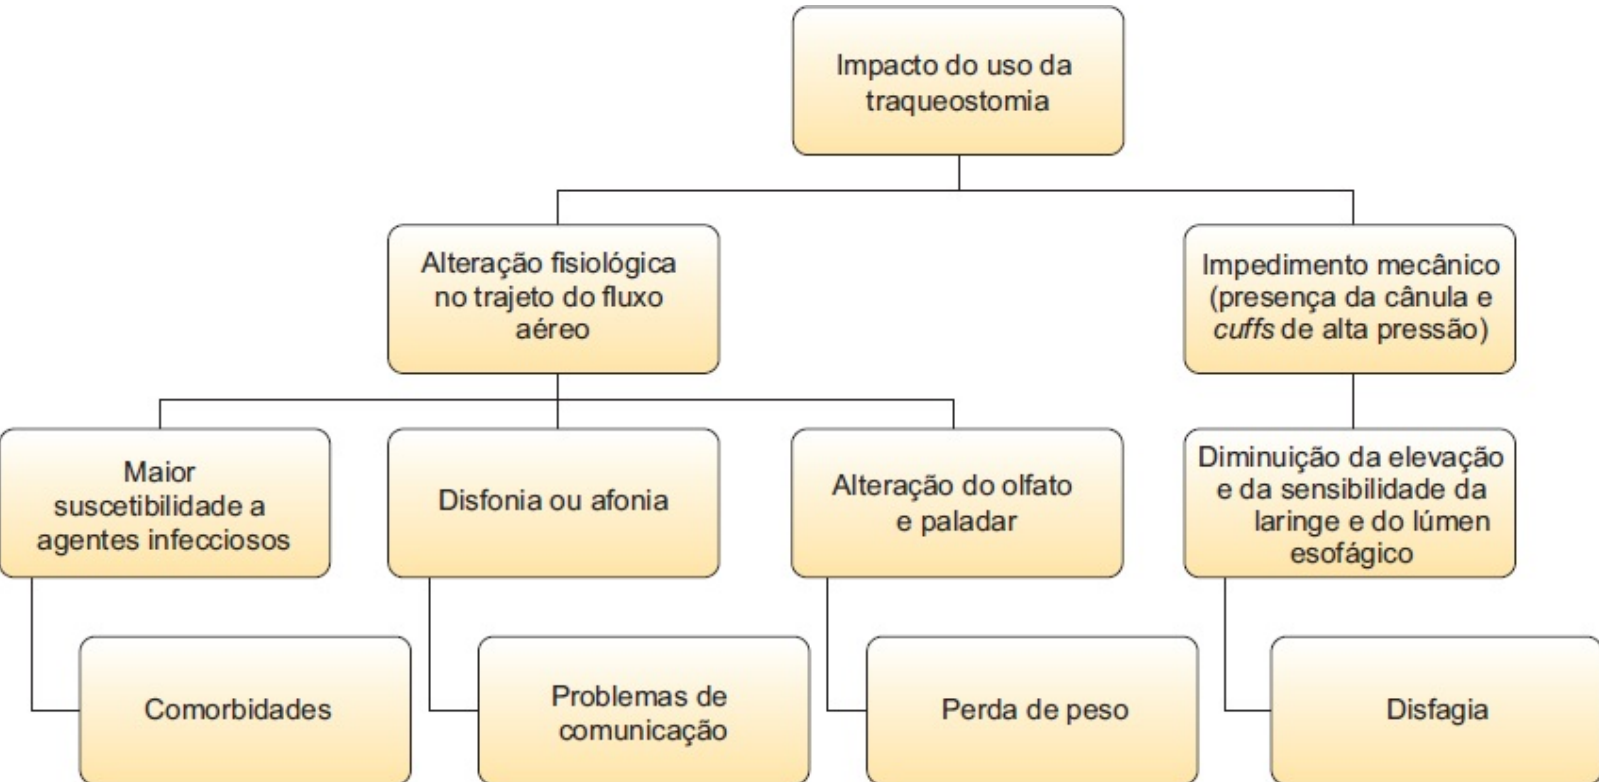 Impacto do uso da
traqueostomia
Alteração fisiológica
no trajeto do fluxo
aéreo
Impedimento mecânico
(presença da cânula e
cuffs de alta pressão)
Maior
suscetibilidade a
agentes infecciosos
Disfonia ou afonia
Alteração do olfato
e paladar
Diminuição da elevação
e da sensibilidade da
laringe e do lúmen
esofágico
Comorbidades
Problemas de
comunicação
Perda de peso
Disfagia